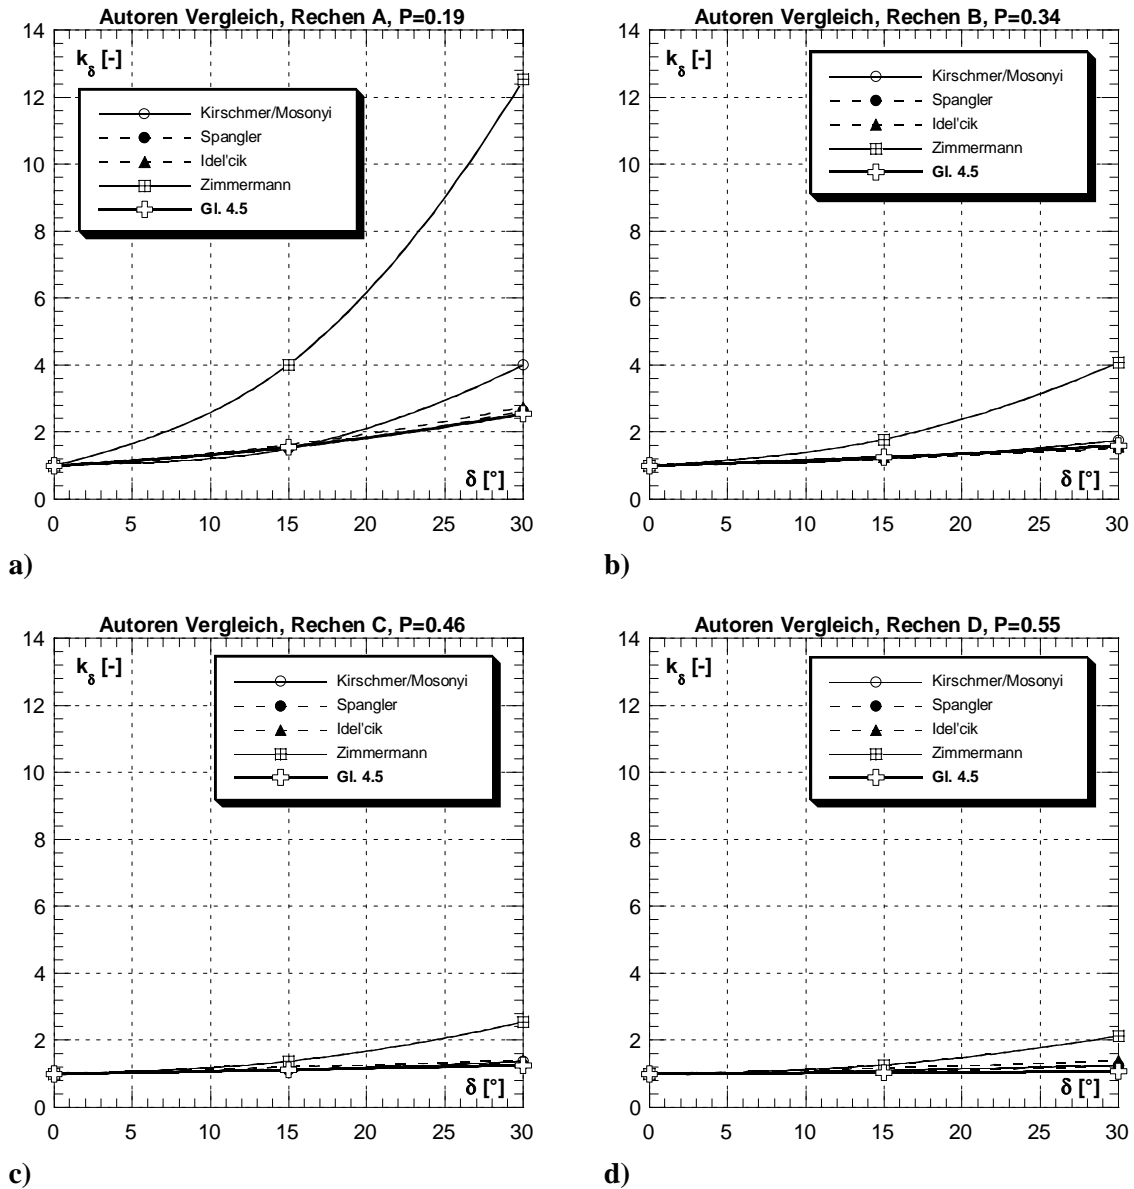 Autoren Vergleich, Rechen A, P=0.19
14
12
10
8
6
4
2
0
kδ [-]
Kirschmer/Mosonyi
Spangler
Idel'cik
Zimmermann
Gl. 4.5
δ [°]
0 5 10 15 20 25 30
a)
Autoren Vergleich, Rechen B, P=0.34
14
12
10
8
6
4
2
0
kδ [-]
Kirschmer/Mosonyi
Spangler
Idel'cik
Zimmermann
Gl. 4.5
δ [°]
0 5 10 15 20 25 30
b)
Autoren Vergleich, Rechen C, P=0.46
14
12
10
8
6
4
2
0
kδ [-]
Kirschmer/Mosonyi
Spangler
Idel'cik
Zimmermann
Gl. 4.5
δ [°]
0 5 10 15 20 25 30
c)
Autoren Vergleich, Rechen D, P=0.55
14
12
10
8
6
4
2
0
kδ [-]
Kirschmer/Mosonyi
Spangler
Idel'cik
Zimmermann
Gl. 4.5
δ [°]
0 5 10 15 20 25 30
d)